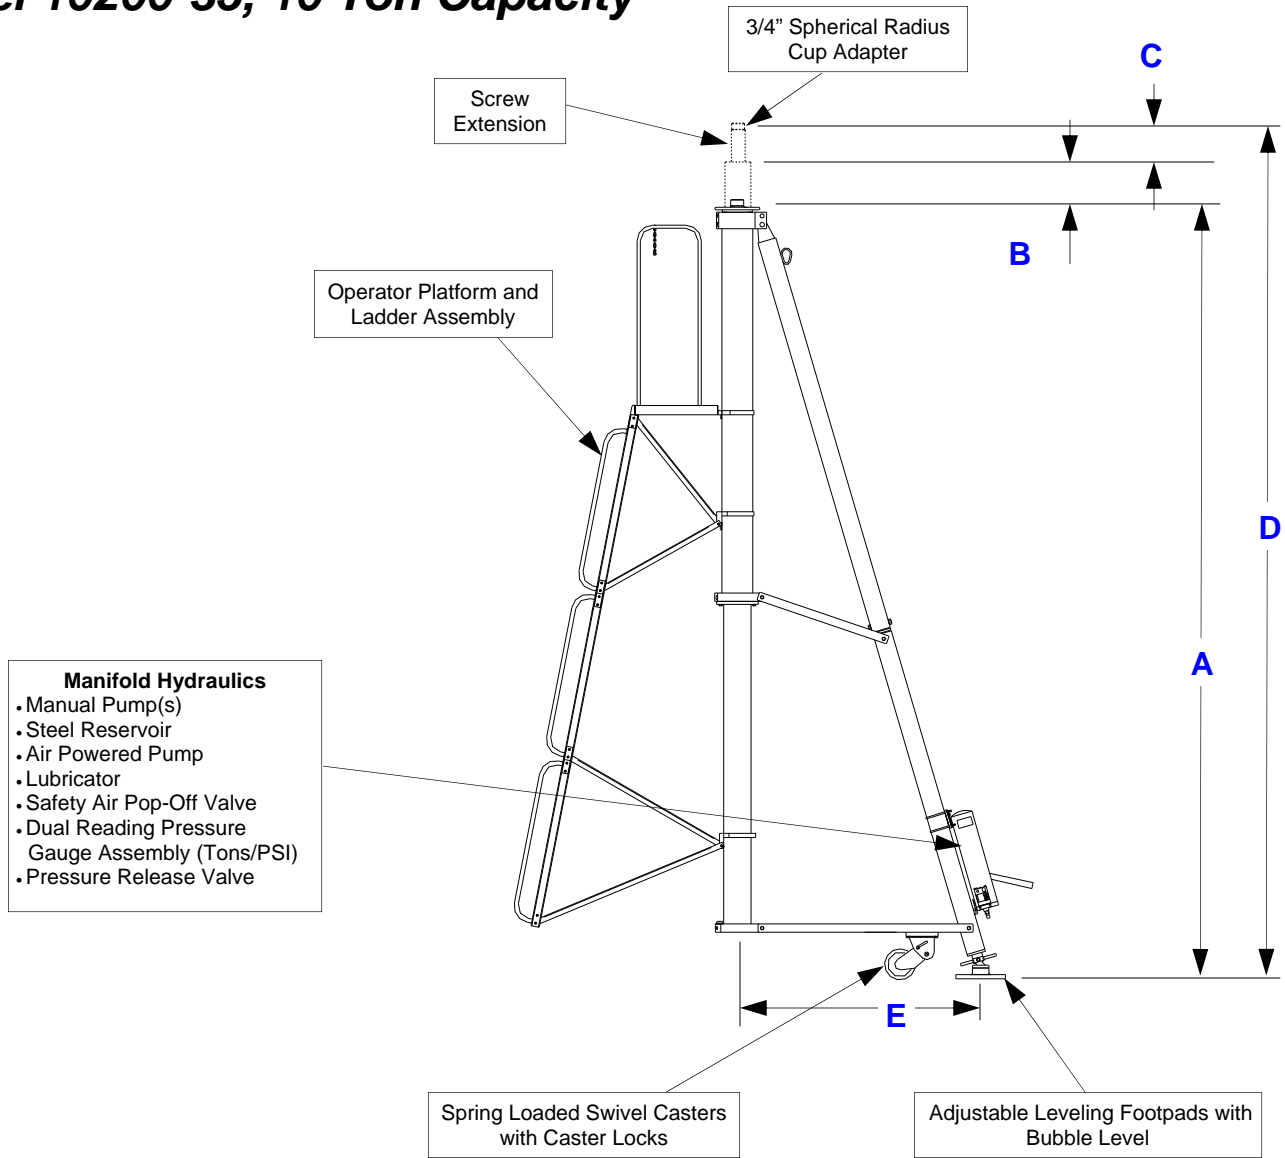 10200-35, 10 Ton Capacity
3/4” Spherical Radius
Cup Adapter
C
Screw
Extension
B
Operator Platform and
Ladder Assembly
D
A
Manifold Hydraulics
• Manual Pump(s)
• Steel Reservoir
• Air Powered Pump
• Lubricator
• Safety Air Pop-Off Valve
• Dual Reading Pressure
Gauge Assembly (Tons/PSI)
• Pressure Release Valve
E
Spring Loaded Swivel Casters
with Caster Locks
Adjustable Leveling Footpads with
Bubble Level